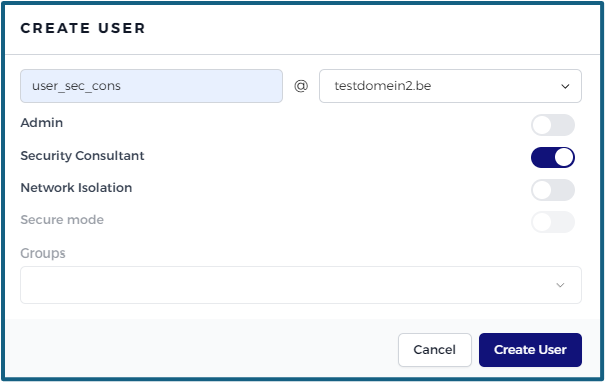 CREATE USER
user_sec_cons @ testdomein2.be
Admin
Security Consultant
Network Isolation
Secure mode
Groups
Cancel Create User